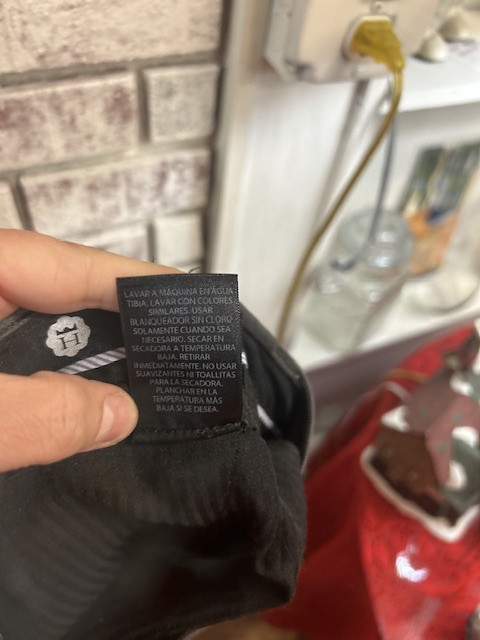 LAVAR A MÁQUINA EN AGUA
TIBIA. LAVAR CON COLORES
SIMILARES. USAR
BLANQUEADOR SIN CLORO
SOLAMENTE CUANDO SEA
NECESARIO. SECAR EN
SECADORA A TEMPERATURA
BAJA. RETIRAR
INMEDIATAMENTE. NO USAR
SUAVIZANTES NI TOALLITAS
PARA LA SECADORA.
PLANCHAR EN LA
TEMPERATURA MÁS
BAJA SI SE DESEA.
H